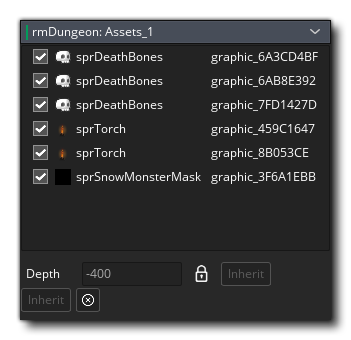 rmDungeon: Assets_1
sprDeathBones graphic_6A3CD4BF
sprDeathBones graphic_6AB8E392
sprDeathBones graphic_7FD1427D
sprTorch graphic_459C1647
sprTorch graphic_8B053CE
sprSnowMonsterMask graphic_3F6A1EBB
Depth -400 Inherit
Inherit